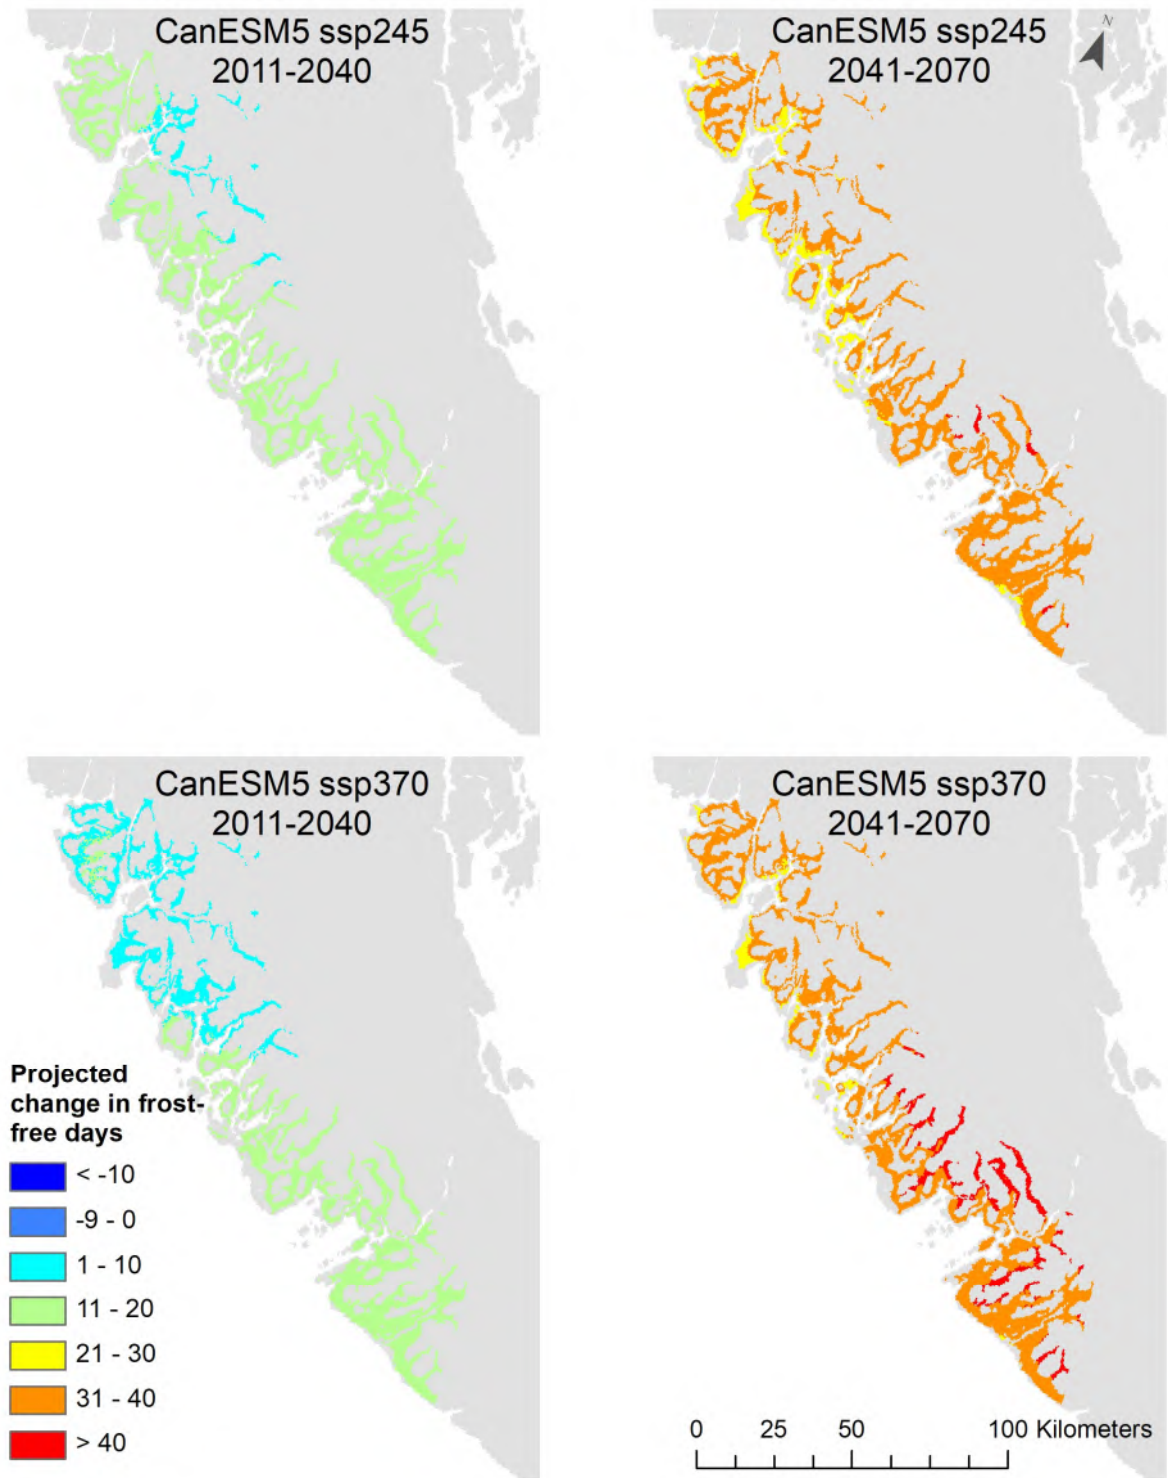 CanESM5 ssp245
2011-2040
CanESM5 ssp245
2041-2070
N
CanESM5 ssp370
2011-2040
CanESM5 ssp370
2041-2070
Projected
change in frost-
free days
< -10
-9 - 0
1 - 10
11 - 20
21 - 30
31 - 40
> 40
0 25 50 100 Kilometers